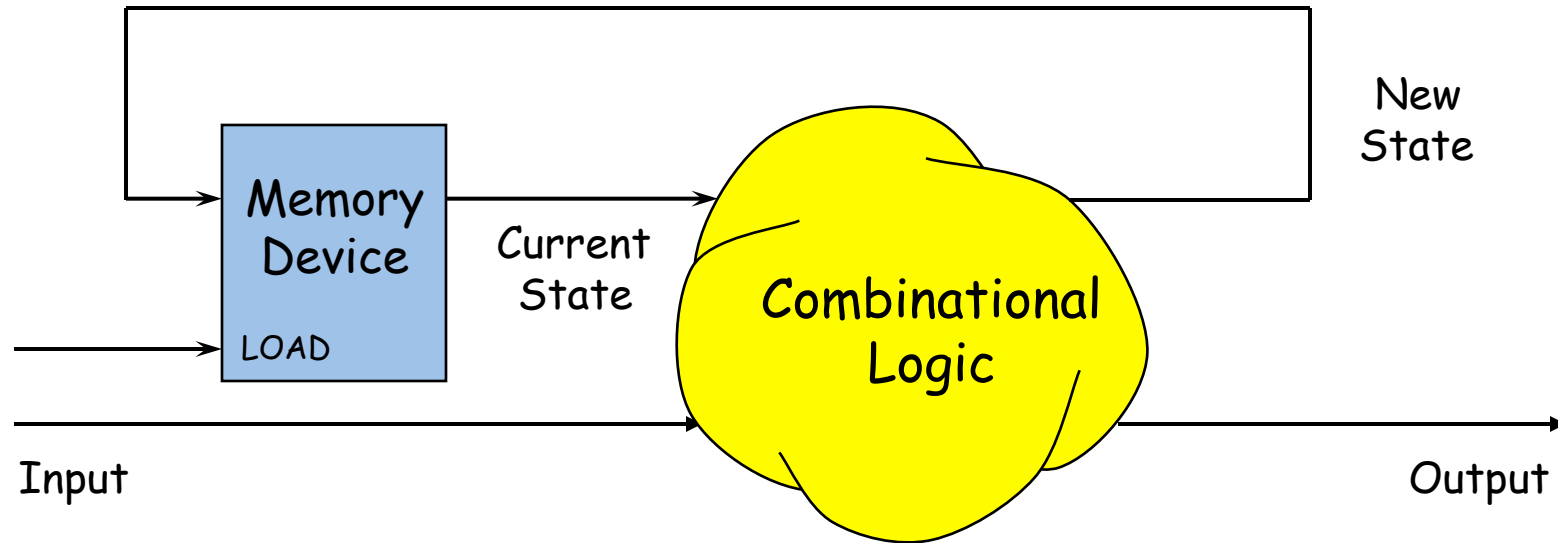 New
State
Memory
Device
Current
State
Combinational
Logic
LOAD
Input
Output